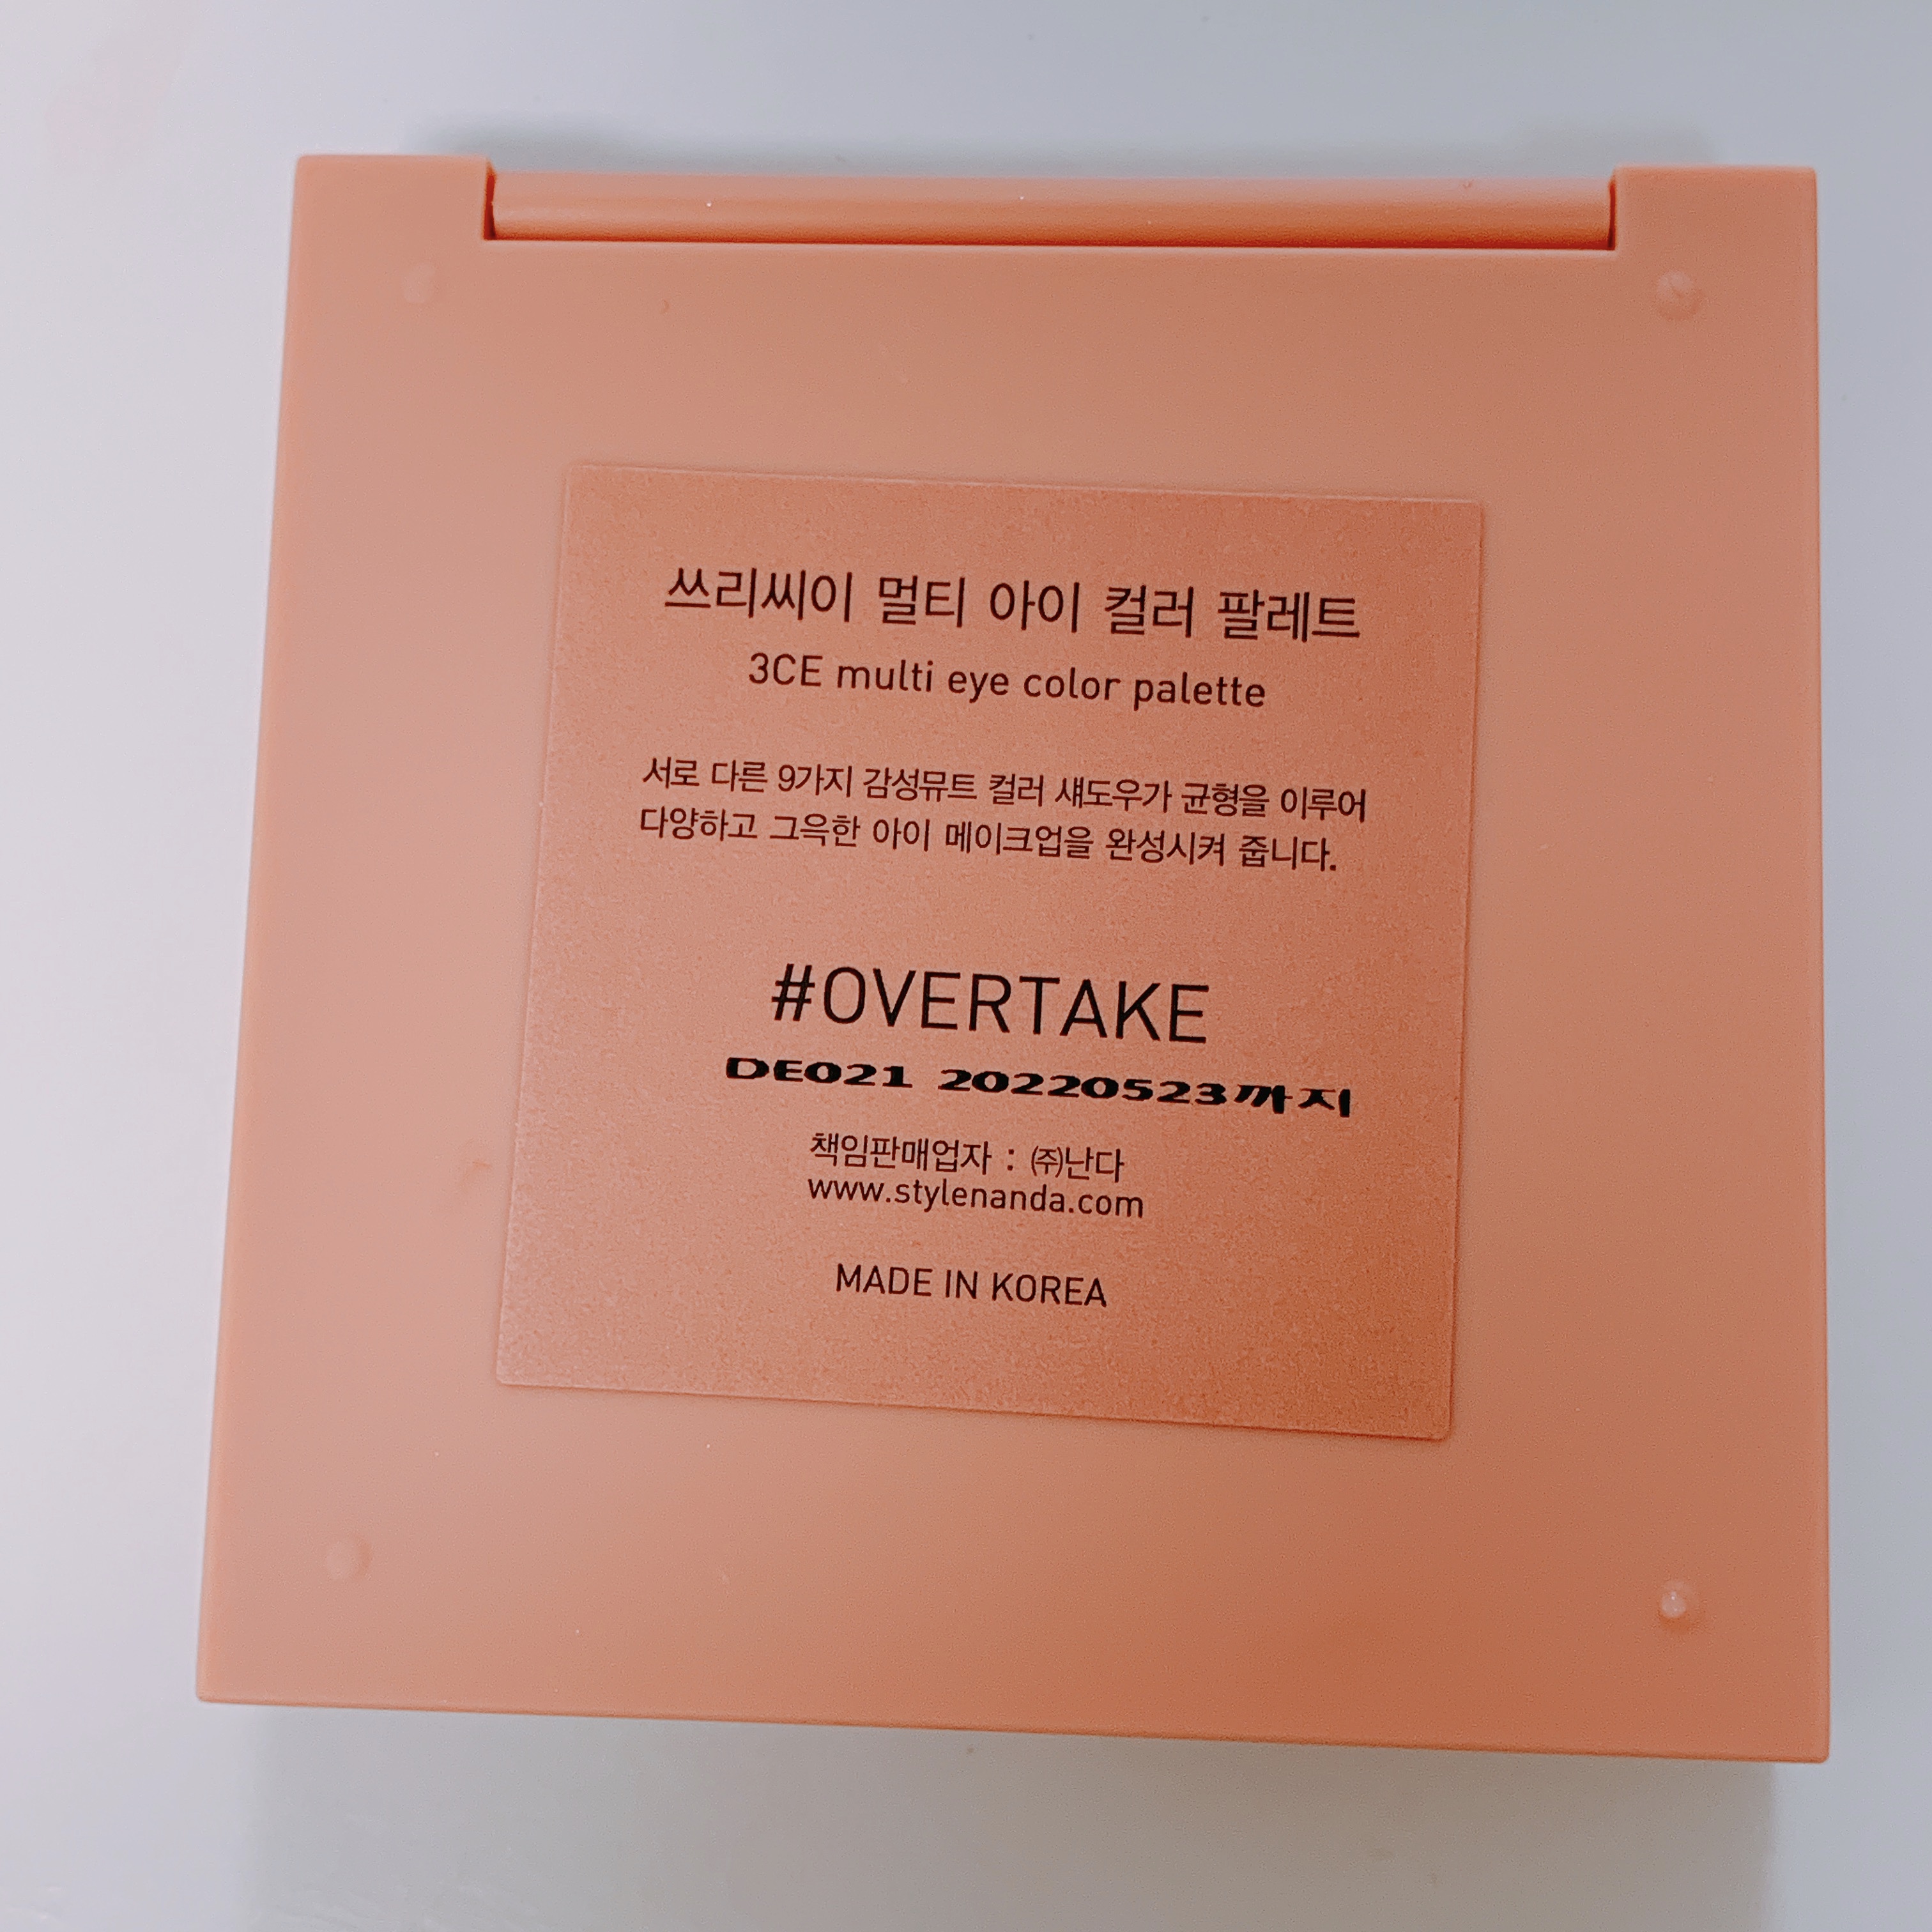 쓰리씨이 멀티 아이 컬러 팔레트
3CE multi eye color palette
서로 다른 9가지 감성뮤트 컬러 섀도우가 균형을 이루어
다양하고 그윽한 아이 메이크업을 완성시켜 줍니다.
#OVERTAKE
DE021 20220523까지
책임판매업자 : ㈜난다
www.stylenanda.com
MADE IN KOREA